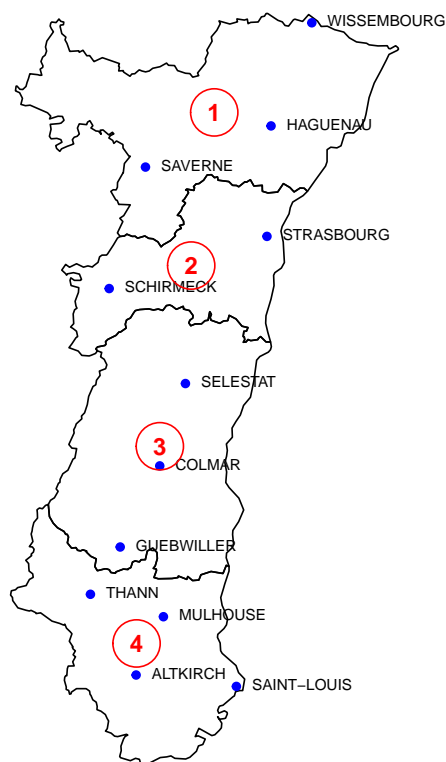 WISSEMBOURG
1
HAGUENAU
SAVERNE
STRASBOURG
2
SCHIRMECK
SELESTAT
3
COLMAR
GUEBWILLER
THANN
MULHOUSE
4
ALTKIRCH
SAINT–LOUIS